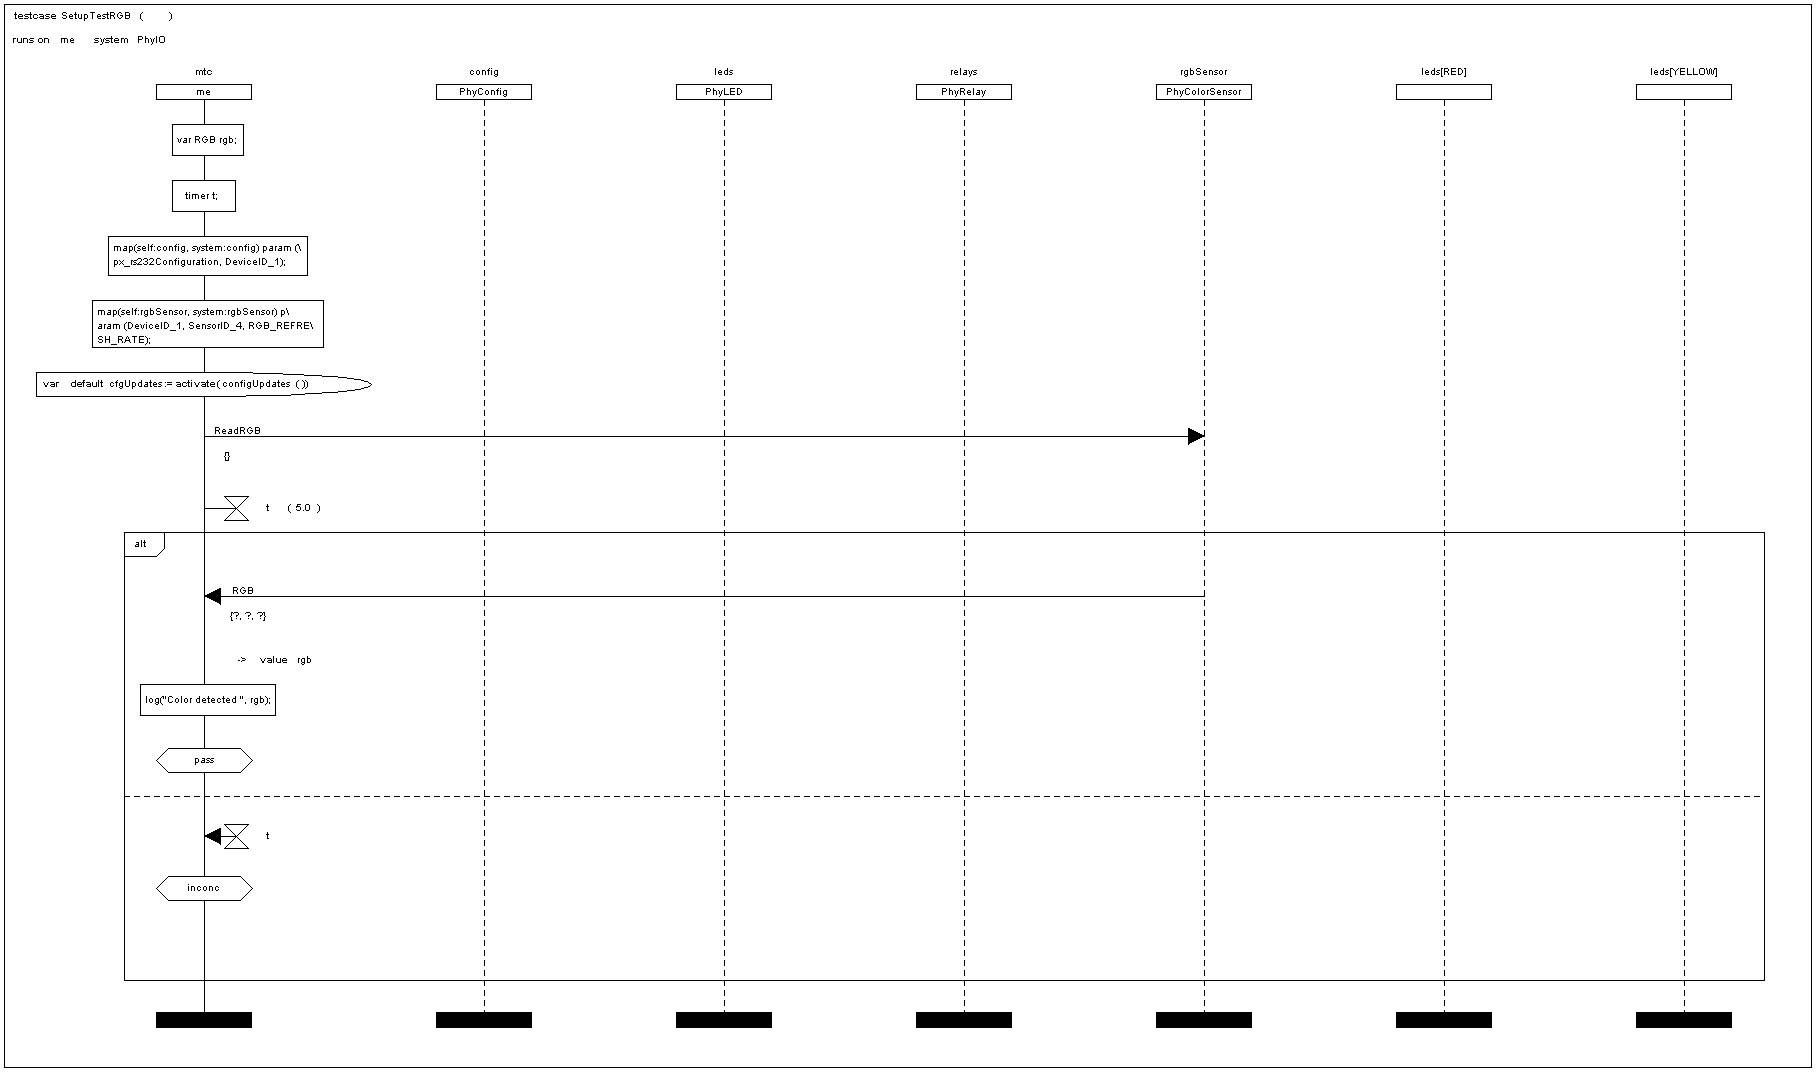 testcase SetupTestRGB ( )
runs on me system PhyIO
mtc config leds relays rgbSensor leds[RED] leds[YELLOW]
me PhyConfig PhyLED PhyRelay PhyColorSensor
var RGB rgb;
timer t;
map(self:config, system:config) param (\
px_rs232Configuration, DeviceID_1);
map(self:rgbSensor, system:rgbSensor) p\
aram (DeviceID_1, SensorID_4, RGB_REFRE\
SH_RATE);
var default cfgUpdates := activate( configUpdates ())
ReadRGB
{}
t ( 5.0 )
alt
RGB
{?, ?, ?}
-> value rgb
log("Color detected ", rgb);
pass
t
inconc